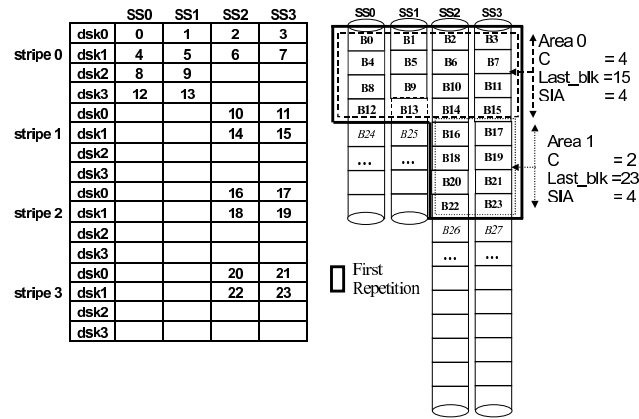 SS0 SS1 SS2 SS3
stripe 0
dsk0 0 1 2 3
dsk1 4 5 6 7
dsk2 8 9
dsk3 12 13
stripe 1
dsk0 10 11
dsk1 14 15
dsk2
dsk3
stripe 2
dsk0 16 17
dsk1 18 19
dsk2
dsk3
stripe 3
dsk0 20 21
dsk1 22 23
dsk2
dsk3
SS0 SS1 SS2 SS3
B0 B1 B2 B3
B4 B5 B6 B7
B8 B9 B10 B11
B12 B13 B14 B15
B24 B25 B16 B17
... ... B18 B19
B20 B21
B22 B23
B26 B27
... ...
Area 0
C = 4
Last_blk =15
SIA = 4
Area 1
C = 2
Last_blk =23
SIA = 4
First
Repetition